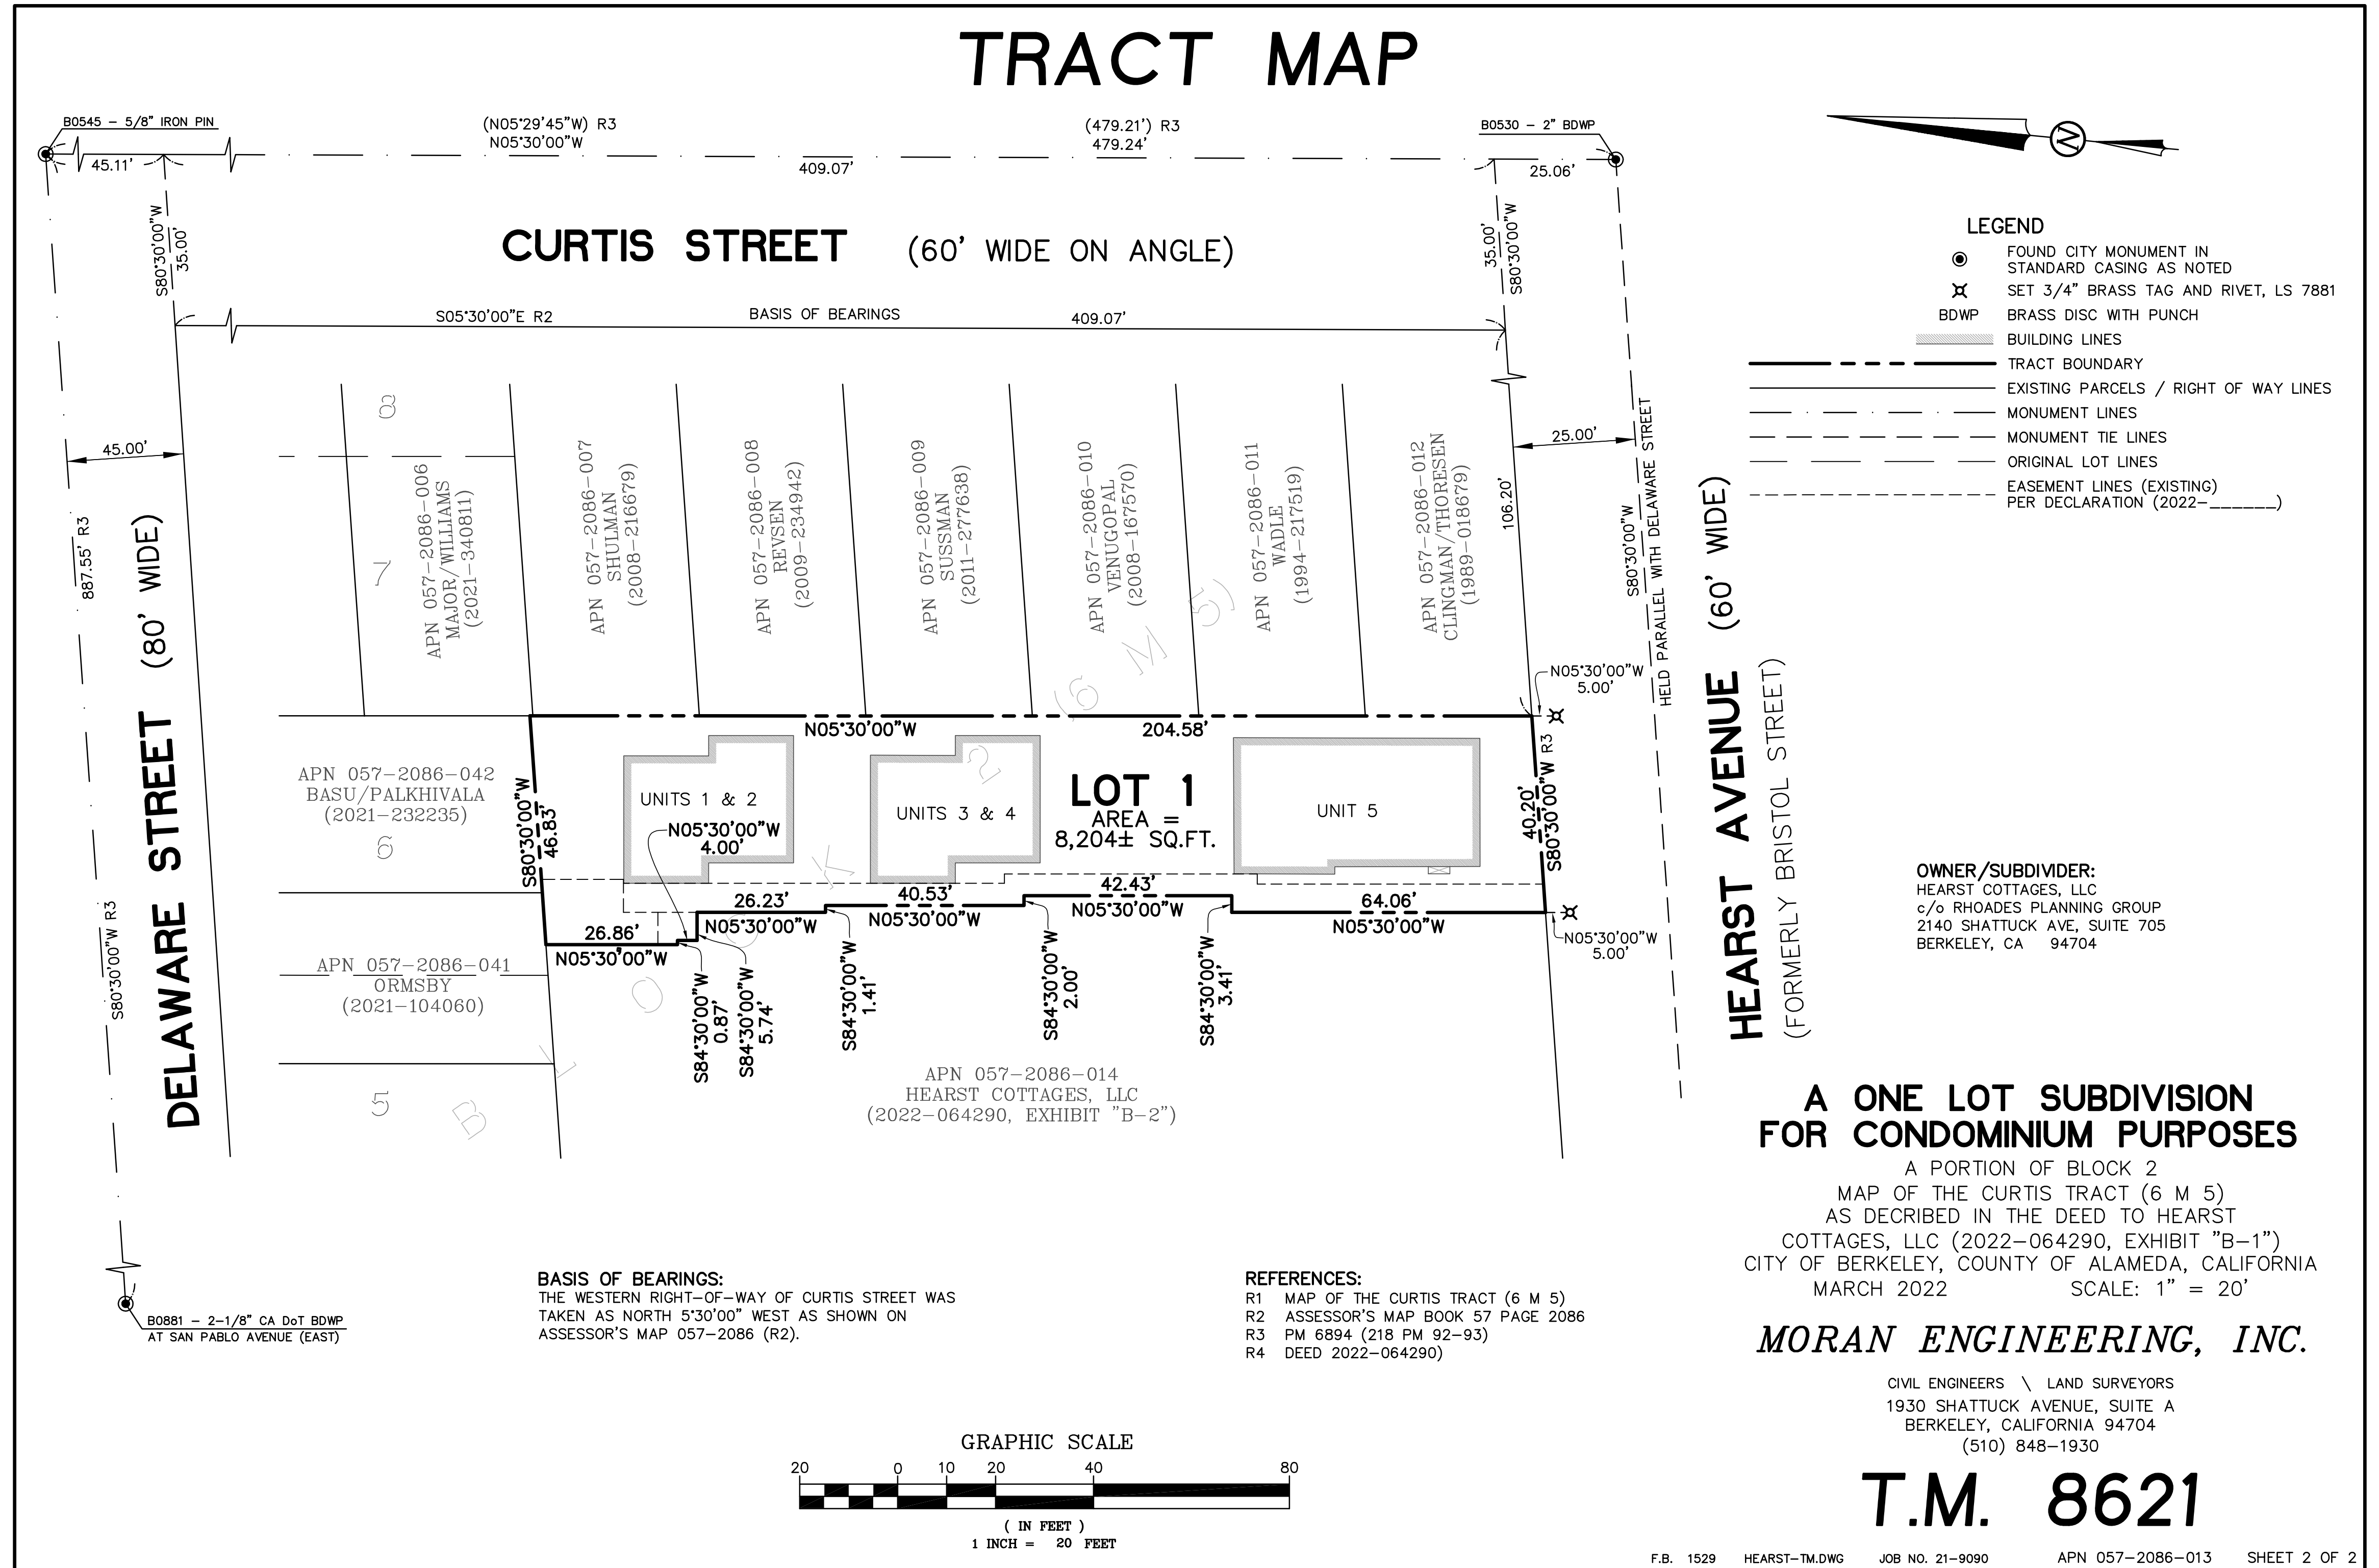 TRACT MAP
B0545 – 5/8" IRON PIN
45.11'
(N05°29'45"W) R3
N05°30'00"W
409.07'
(479.21') R3
479.24'
B0530 – 2" BDWP
25.06'
S80°30'00"W
35.00'
CURTIS STREET (60' WIDE ON ANGLE)
35.00'
S80°30'00"W
S05°30'00"E R2
BASIS OF BEARINGS
409.07'
N
LEGEND
FOUND CITY MONUMENT IN
STANDARD CASING AS NOTED
SET 3/4" BRASS TAG AND RIVET, LS 7881
BDWP BRASS DISC WITH PUNCH
BUILDING LINES
TRACT BOUNDARY
EXISTING PARCELS / RIGHT OF WAY LINES
MONUMENT LINES
MONUMENT TIE LINES
ORIGINAL LOT LINES
EASEMENT LINES (EXISTING)
PER DECLARATION (2022-______)
45.00'
887.55' R3
S80°30'00"W R3
DELAWARE STREET (80' WIDE)
8
7
APN 057-2086-006
MAJOR/WILLIAMS
(2021-340811)
APN 057-2086-007
SHULMAN
(2008-216679)
APN 057-2086-008
REVSEN
(2009-234942)
APN 057-2086-009
SUSSMAN
(2011-277638)
APN 057-2086-010
VENUGOPAL
(2008-167570)
APN 057-2086-011
WADLE
(1994-217519)
APN 057-2086-012
CLINGMAN/THORESEN
(1989-018679)
106.20'
25.00'
S80°30'00"W
HELD PARALLEL WITH DELAWARE STREET
HEARST AVENUE (60' WIDE)
(FORMERLY BRISTOL STREET)
N05°30'00"W
5.00'
BLOCK 2 (6 M 5)
N05°30'00"W
204.58'
APN 057-2086-042
BASU/PALKHIVALA
(2021-232235)
6
S80°30'00"W
46.83'
UNITS 1 & 2
N05°30'00"W
4.00'
UNITS 3 & 4
LOT 1
AREA =
8,204± SQ.FT.
UNIT 5
40.20'
S80°30'00"W R3
26.86'
N05°30'00"W
26.23'
N05°30'00"W
40.53'
N05°30'00"W
42.43'
N05°30'00"W
64.06'
N05°30'00"W
N05°30'00"W
5.00'
S84°30'00"W
0.87'
S84°30'00"W
5.74'
S84°30'00"W
1.41'
S84°30'00"W
2.00'
S84°30'00"W
3.41'
APN 057-2086-041
ORMSBY
(2021-104060)
5
APN 057-2086-014
HEARST COTTAGES, LLC
(2022-064290, EXHIBIT "B-2")
OWNER/SUBDIVIDER:
HEARST COTTAGES, LLC
c/o RHOADES PLANNING GROUP
2140 SHATTUCK AVE, SUITE 705
BERKELEY, CA 94704
A ONE LOT SUBDIVISION
FOR CONDOMINIUM PURPOSES
A PORTION OF BLOCK 2
MAP OF THE CURTIS TRACT (6 M 5)
AS DECRIBED IN THE DEED TO HEARST
COTTAGES, LLC (2022-064290, EXHIBIT "B-1")
CITY OF BERKELEY, COUNTY OF ALAMEDA, CALIFORNIA
MARCH 2022 SCALE: 1" = 20'
B0881 – 2-1/8" CA DoT BDWP
AT SAN PABLO AVENUE (EAST)
BASIS OF BEARINGS:
THE WESTERN RIGHT-OF-WAY OF CURTIS STREET WAS
TAKEN AS NORTH 5°30'00" WEST AS SHOWN ON
ASSESSOR'S MAP 057-2086 (R2).
REFERENCES:
R1 MAP OF THE CURTIS TRACT (6 M 5)
R2 ASSESSOR'S MAP BOOK 57 PAGE 2086
R3 PM 6894 (218 PM 92-93)
R4 DEED 2022-064290)
MORAN ENGINEERING, INC.
CIVIL ENGINEERS \ LAND SURVEYORS
1930 SHATTUCK AVENUE, SUITE A
BERKELEY, CALIFORNIA 94704
(510) 848-1930
GRAPHIC SCALE
20 0 10 20 40 80
( IN FEET )
1 INCH = 20 FEET
T.M. 8621
F.B. 1529 HEARST-TM.DWG JOB NO. 21-9090 APN 057-2086-013 SHEET 2 OF 2